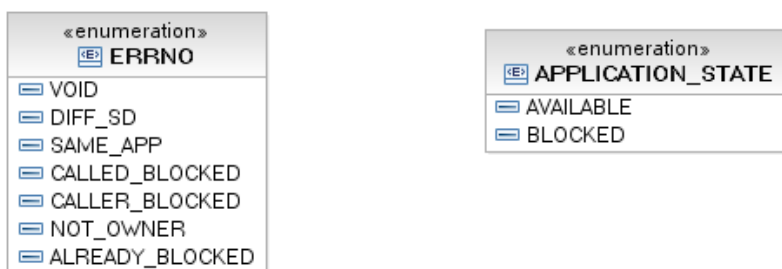 «enumeration»
ERRNO
VOID
DIFF_SD
SAME_APP
CALLED_BLOCKED
CALLER_BLOCKED
NOT_OWNER
ALREADY_BLOCKED
«enumeration»
APPLICATION_STATE
AVAILABLE
BLOCKED